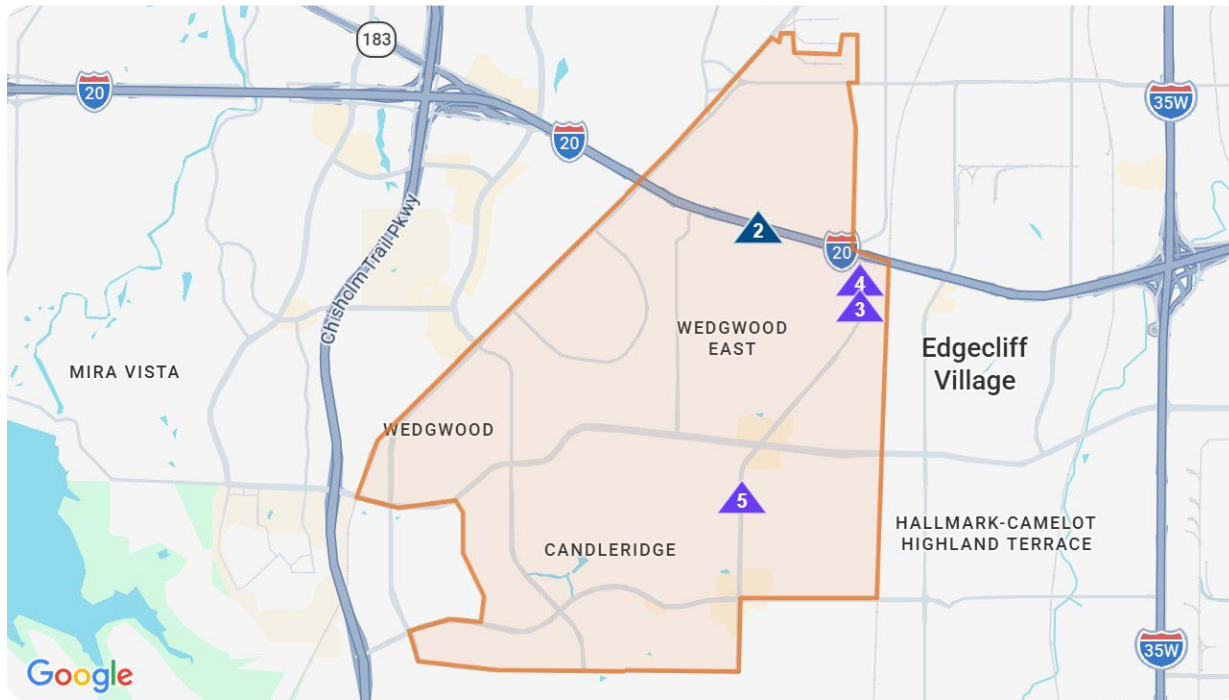 183
20
35W
20
Chisholm Trail Pkwy
2
20
4
3
WEDGWOOD
EAST
Edgecliff
Village
MIRA VISTA
WEDGWOOD
5
HALLMARK-CAMELOT
HIGHLAND TERRACE
CANDLERIDGE
35W
Google